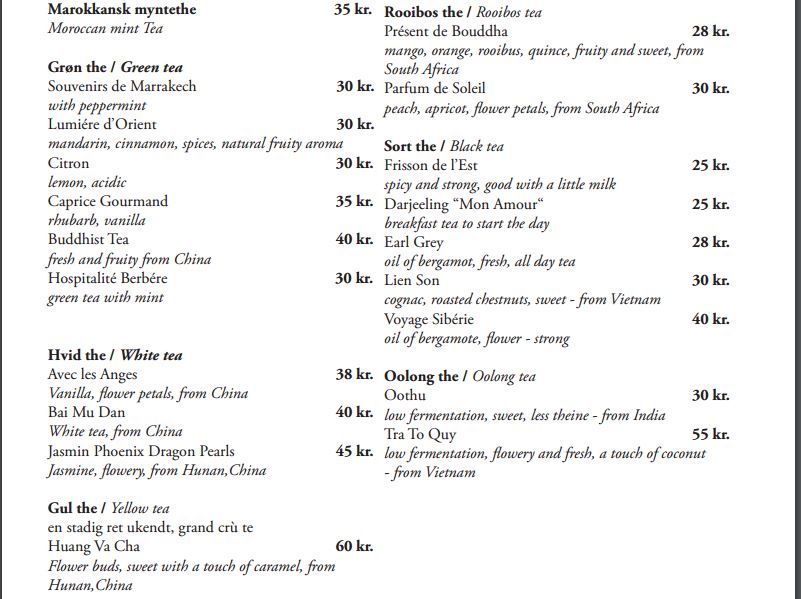 Marokkansk myntethe 35 kr.
Moroccan mint Tea
Grøn the / Green tea
Souvenirs de Marrakech 30 kr.
with peppermint
Lumiére d’Orient 30 kr.
mandarin, cinnamon, spices, natural fruity aroma
Citron 30 kr.
lemon, acidic
Caprice Gourmand 35 kr.
rhubarb, vanilla
Buddhist Tea 40 kr.
fresh and fruity from China
Hospitalité Berbére 30 kr.
green tea with mint
Hvid the / White tea
Avec les Anges 38 kr.
Vanilla, flower petals, from China
Bai Mu Dan 40 kr.
White tea, from China
Jasmin Phoenix Dragon Pearls 45 kr.
Jasmine, flowery, from Hunan,China
Gul the / Yellow tea
en stadig ret ukendt, grand crù te
Huang Va Cha 60 kr.
Flower buds, sweet with a touch of caramel, from
Hunan,China
Rooibos the / Rooibos tea
Présent de Bouddha 28 kr.
mango, orange, rooibus, quince, fruity and sweet, from
South Africa
Parfum de Soleil 30 kr.
peach, apricot, flower petals, from South Africa
Sort the / Black tea
Frisson de l’Est 25 kr.
spicy and strong, good with a little milk
Darjeeling “Mon Amour“ 25 kr.
breakfast tea to start the day
Earl Grey 28 kr.
oil of bergamot, fresh, all day tea
Lien Son 30 kr.
cognac, roasted chestnuts, sweet - from Vietnam
Voyage Sibérie 40 kr.
oil of bergamote, flower - strong
Oolong the / Oolong tea
Oothu 30 kr.
low fermentation, sweet, less theine - from India
Tra To Quy 55 kr.
low fermentation, flowery and fresh, a touch of coconut
- from Vietnam